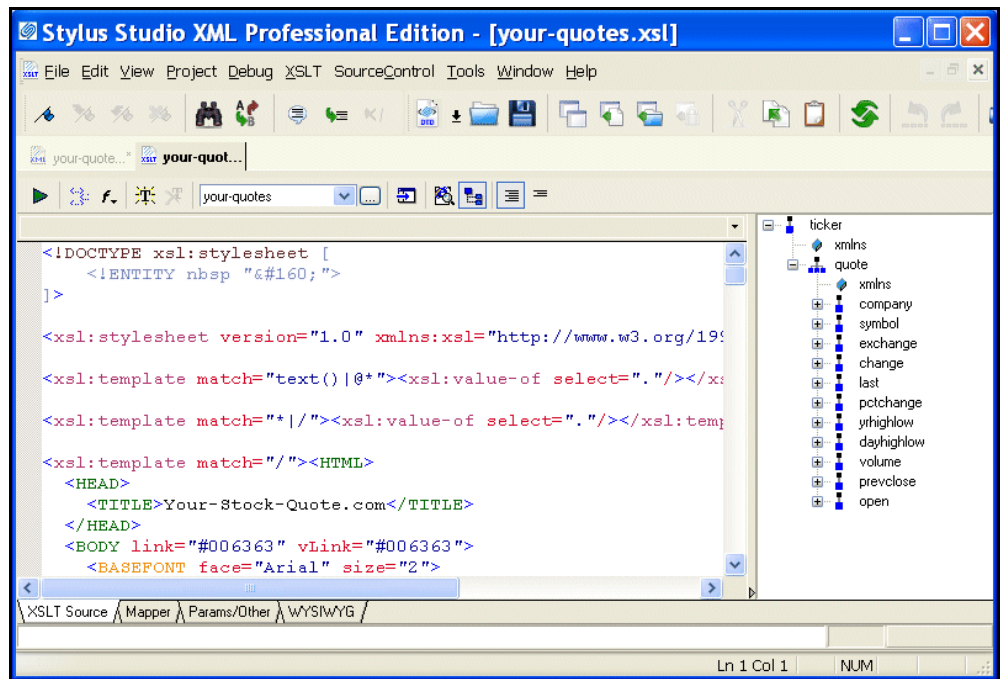 Stylus Studio XML Professional Edition - [your-quotes.xsl]
File Edit View Project Debug XSLT SourceControl Tools Window Help
your-quote...* your-quot...
your-quotes
<!DOCTYPE xsl:stylesheet [
<!ENTITY nbsp "&#160;">
]>
<xsl:stylesheet version="1.0" xmlns:xsl="http://www.w3.org/199
<xsl:template match="text()|@*"><xsl:value-of select="."/></xs
<xsl:template match="*|/"><xsl:value-of select="."/></xsl:temp
<xsl:template match="/"><HTML>
<HEAD>
<TITLE>Your-Stock-Quote.com</TITLE>
</HEAD>
<BODY link="#006363" vLink="#006363">
<BASEFONT face="Arial" size="2">
ticker
xmlns
quote
xmlns
company
symbol
exchange
change
last
pctchange
yrhighlow
dayhighlow
volume
prevclose
open
XSLT Source Mapper Params/Other WYSIWYG
Ln 1 Col 1 NUM